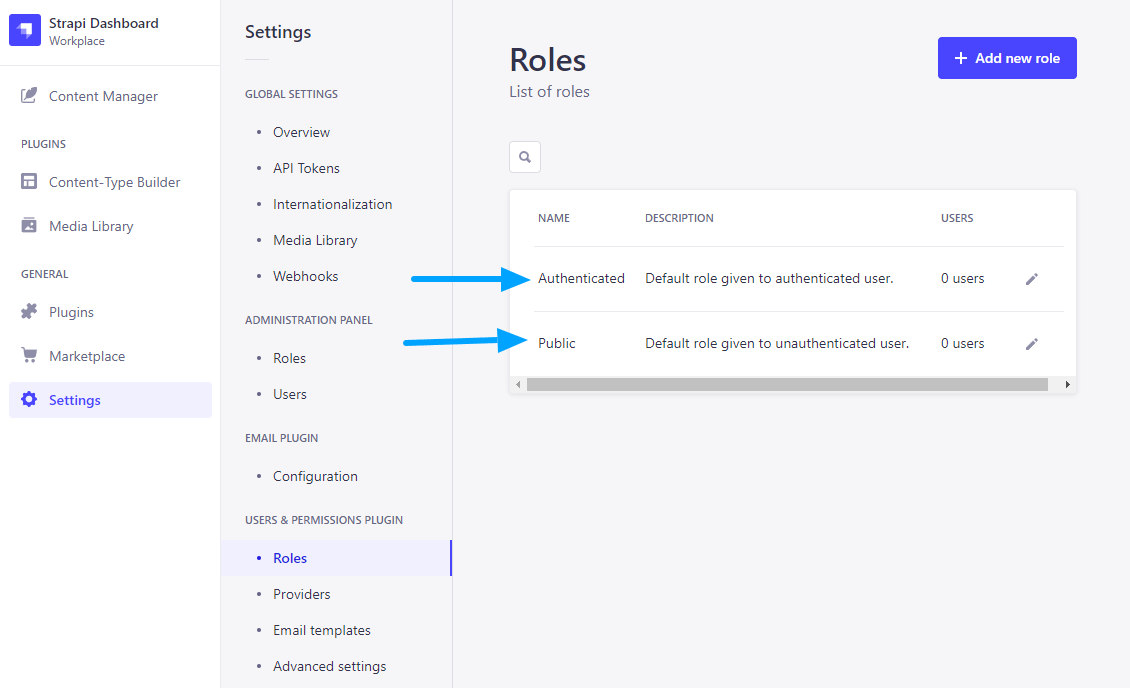 Strapi Dashboard
Workplace
Content Manager
PLUGINS
Content-Type Builder
Media Library
GENERAL
Plugins
Marketplace
Settings
Settings
GLOBAL SETTINGS
Overview
API Tokens
Internationalization
Media Library
Webhooks
ADMINISTRATION PANEL
Roles
Users
EMAIL PLUGIN
Configuration
USERS & PERMISSIONS PLUGIN
Roles
Providers
Email templates
Advanced settings
Roles
List of roles
Add new role
NAME DESCRIPTION USERS
Authenticated Default role given to authenticated user. 0 users
Public Default role given to unauthenticated user. 0 users